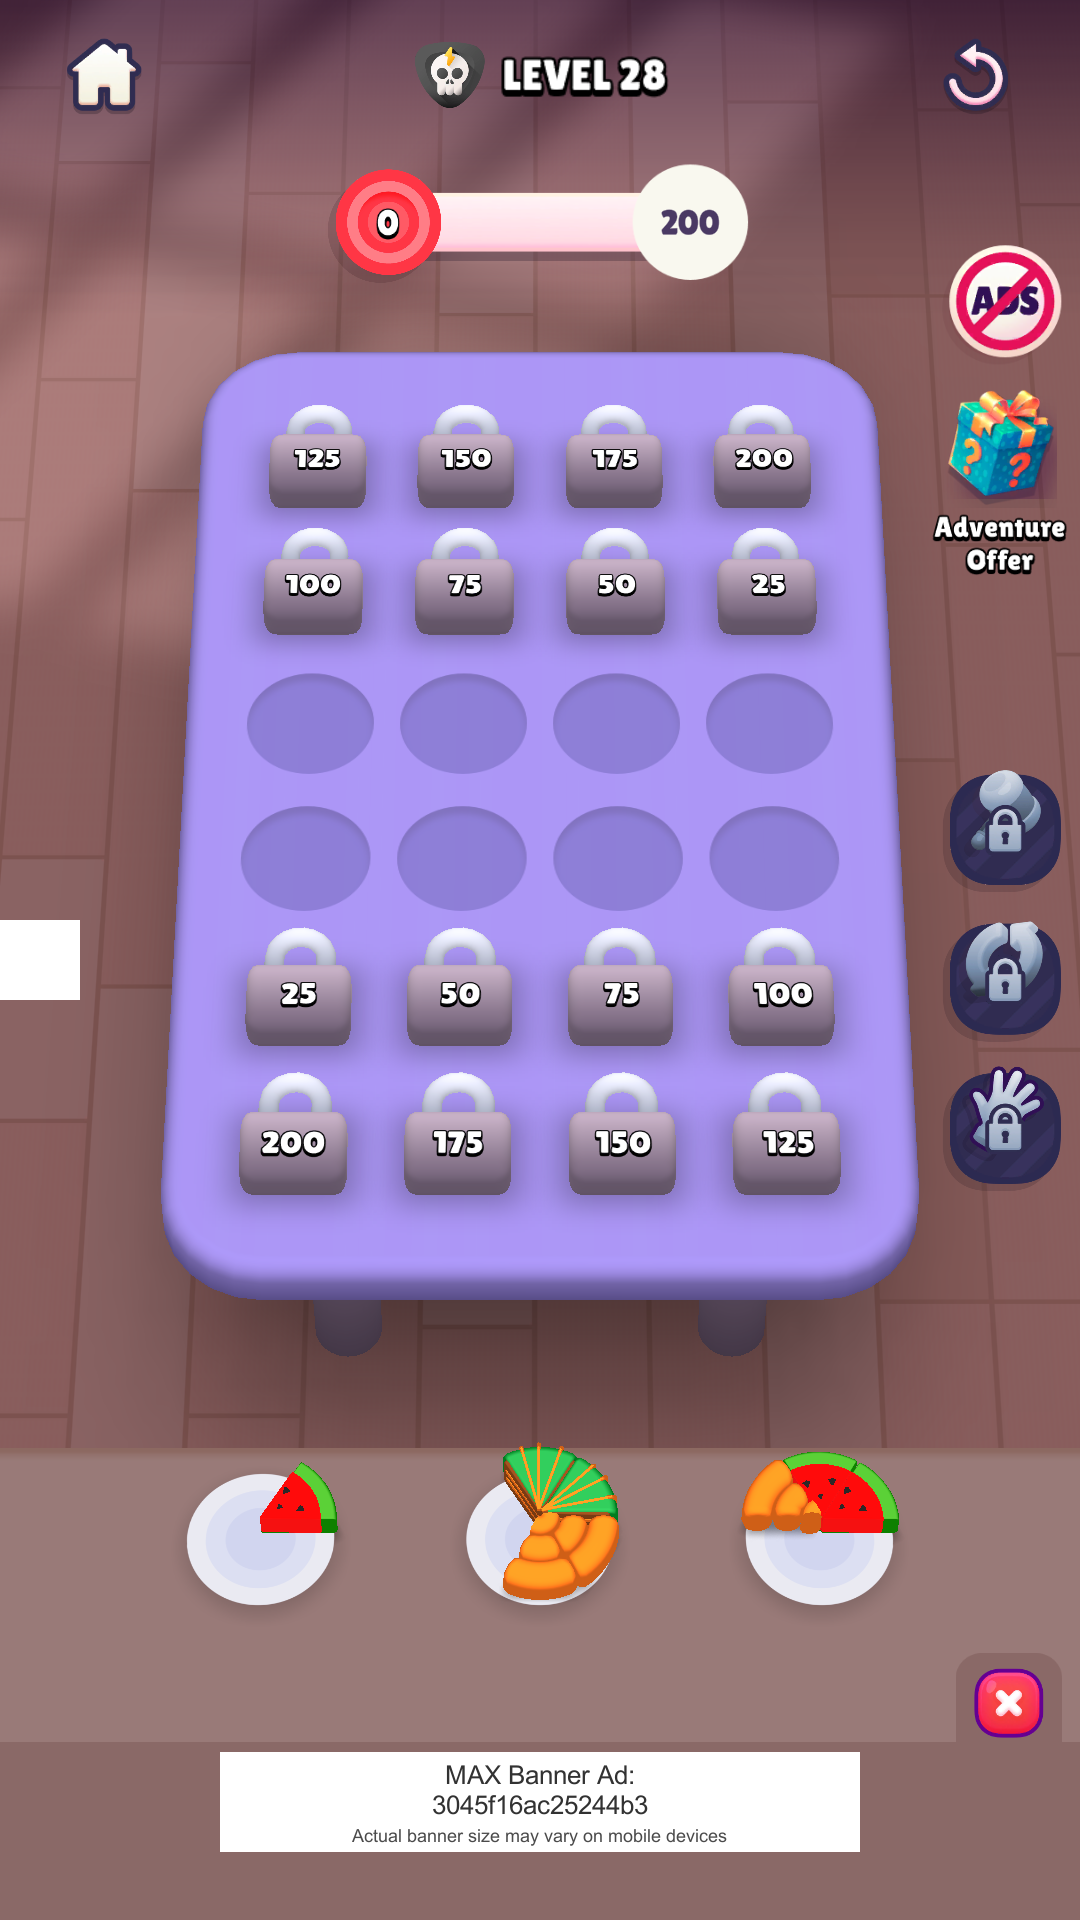 LEVEL 28
0
200
ADS
Adventure
Offer
125 150 175 200
100 75 50 25
25 50 75 100
200 175 150 125
? ?
MAX Banner Ad:
3045f16ac25244b3
Actual banner size may vary on mobile devices